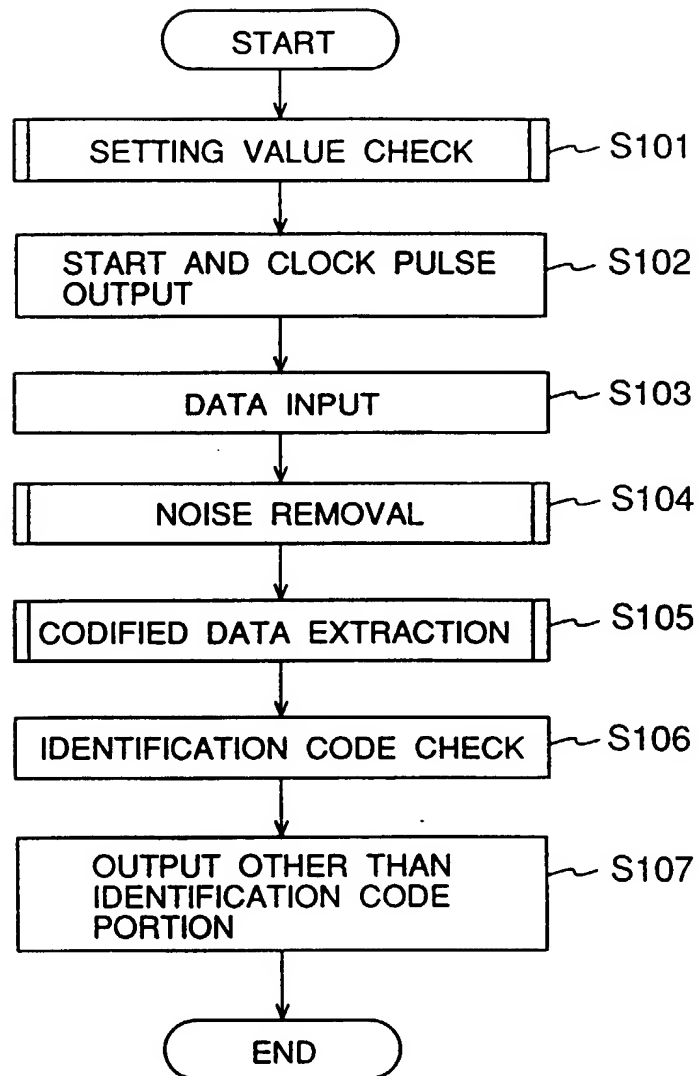 START
SETTING VALUE CHECK S101
START AND CLOCK PULSE S102
OUTPUT
DATA INPUT S103
NOISE REMOVAL S104
CODIFIED DATA EXTRACTION S105
IDENTIFICATION CODE CHECK S106
OUTPUT OTHER THAN S107
IDENTIFICATION CODE
PORTION
END